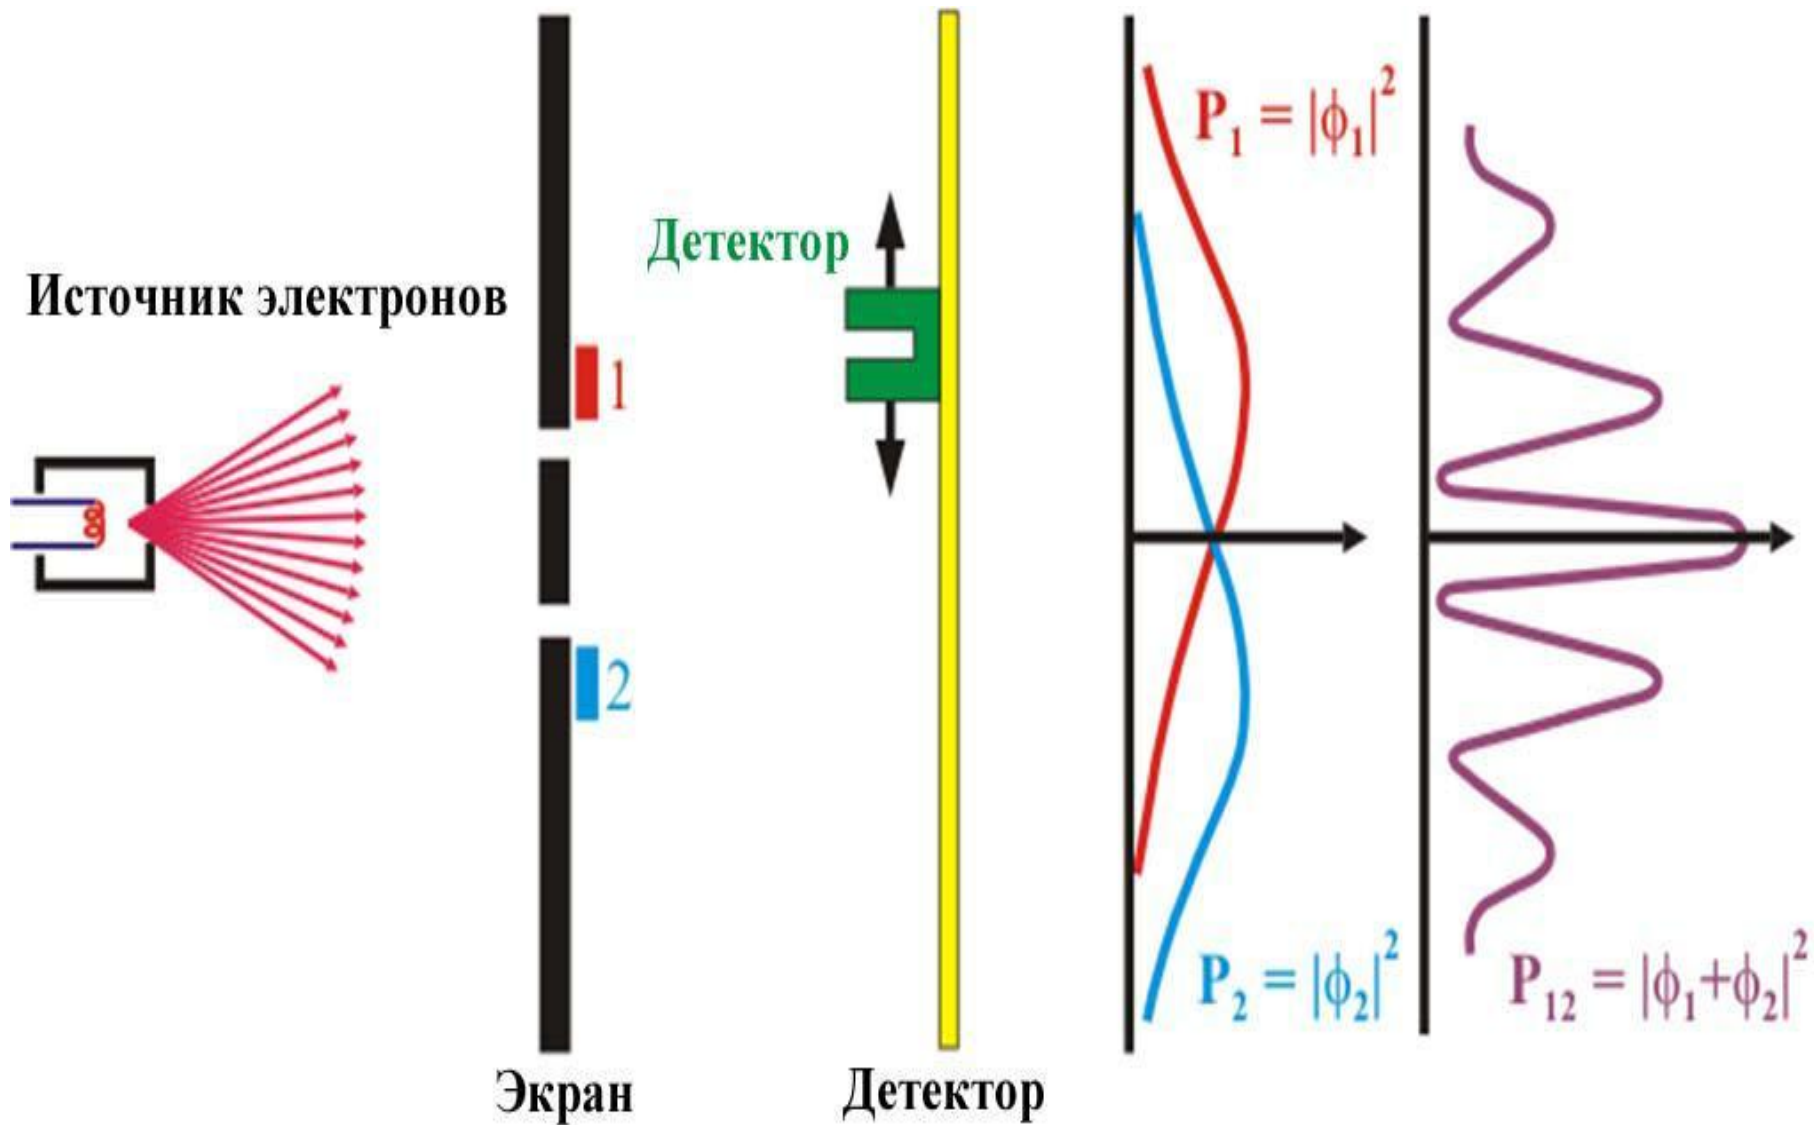 Источник электронов
1
2
Экран
Детектор
Детектор
P₁ = |ϕ₁|²
P₂ = |ϕ₂|²
P₁₂ = |ϕ₁+ϕ₂|²